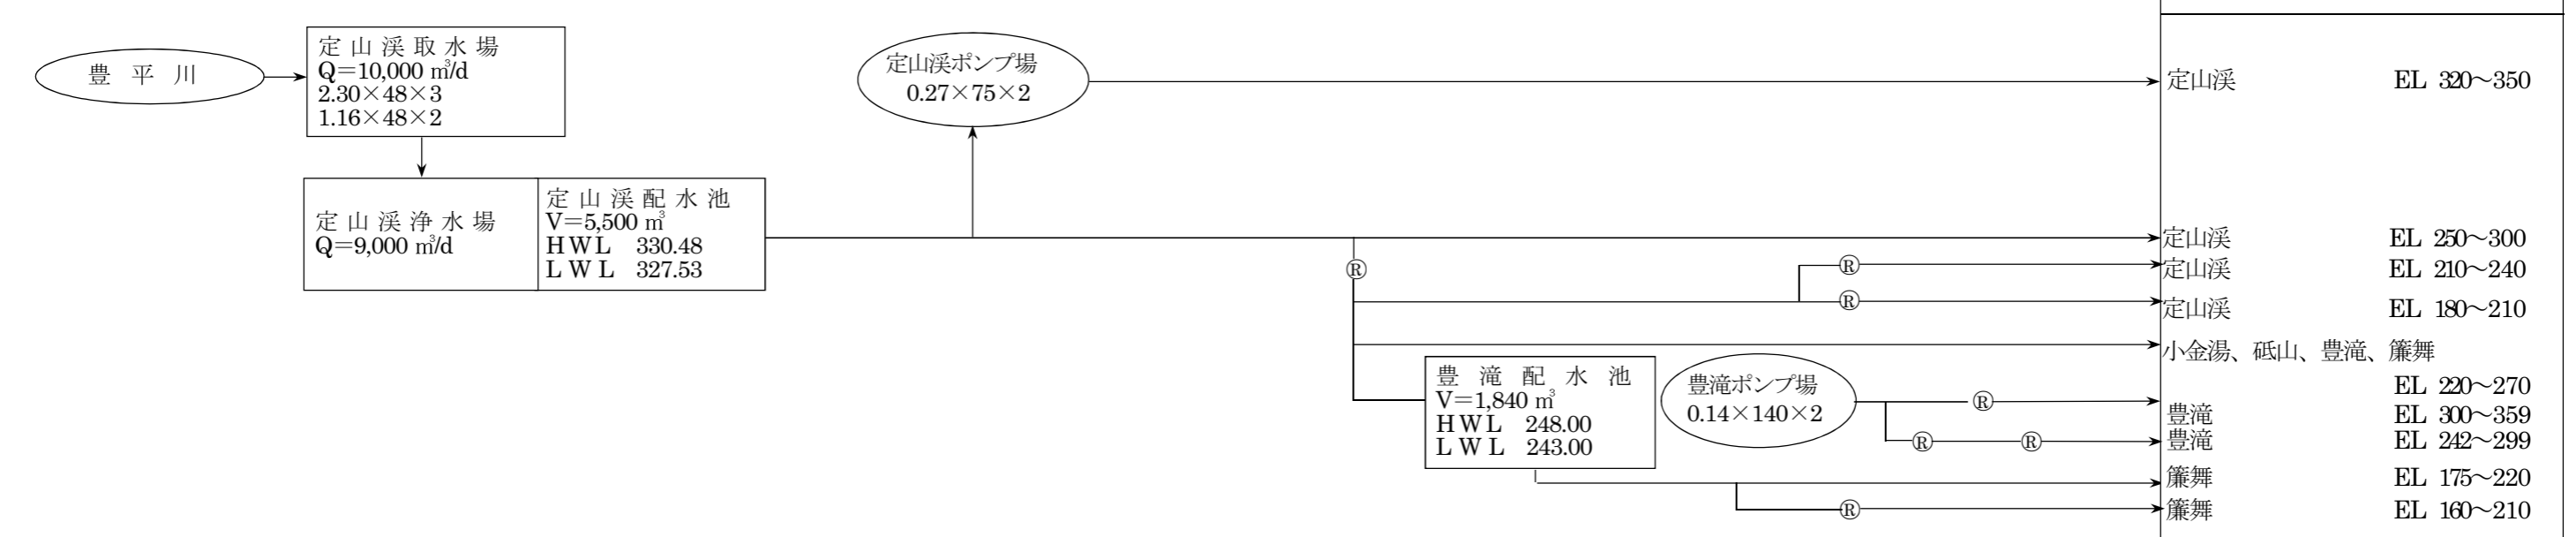 豊平川
定山渓取水場
Q=10,000 ㎥/d
2.30×48×3
1.16×48×2
定山渓ポンプ場
0.27×75×2
定山渓 EL 320～350
定山渓浄水場
Q=9,000 ㎥/d
定山渓配水池
V=5,500 ㎥
HWL 330.48
LWL 327.53
定山渓 EL 250～300
Ⓡ
Ⓡ
定山渓 EL 210～240
Ⓡ
定山渓 EL 180～210
小金湯、砥山、豊滝、簾舞
EL 220～270
豊滝配水池
V=1,840 ㎥
HWL 248.00
LWL 243.00
豊滝ポンプ場
0.14×140×2
Ⓡ
豊滝 EL 300～359
Ⓡ Ⓡ
豊滝 EL 242～299
簾舞 EL 175～220
Ⓡ
簾舞 EL 160～210